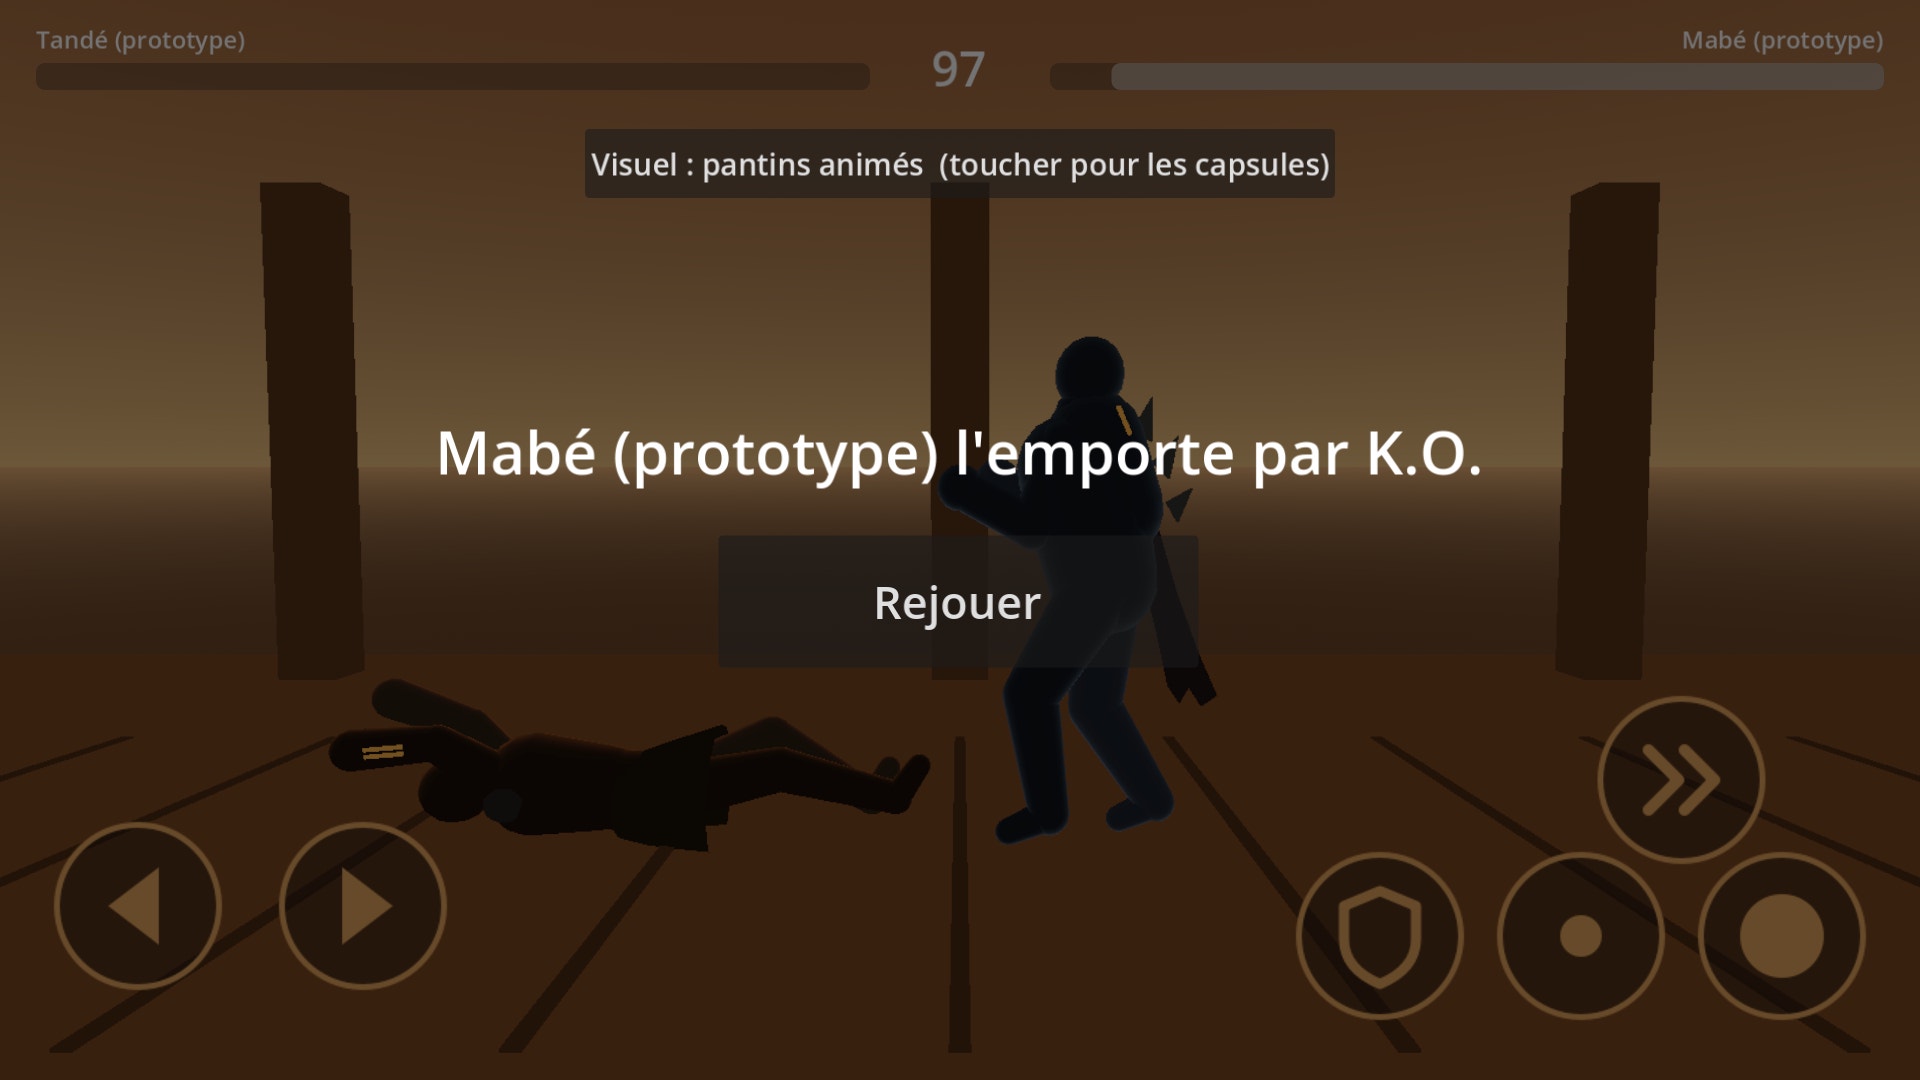 Tandé (prototype)
97
Mabé (prototype)
Visuel : pantins animés (toucher pour les capsules)
Mabé (prototype) l'emporte par K.O.
Rejouer